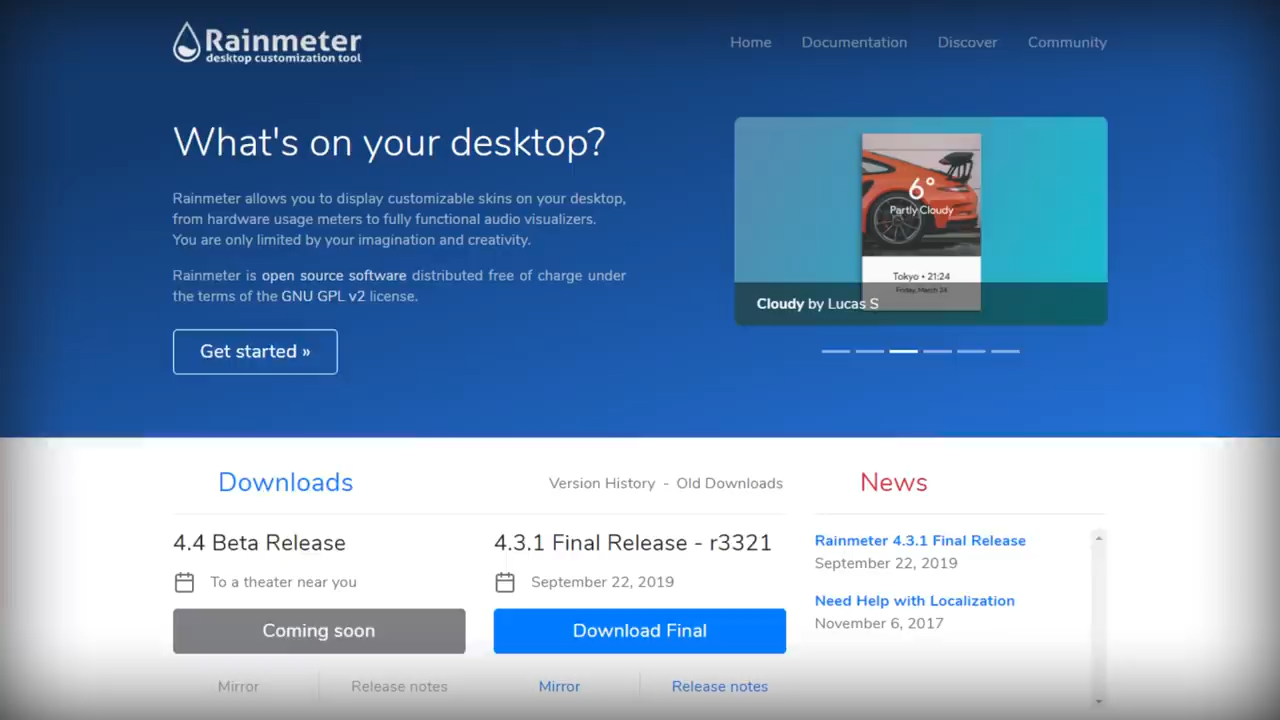 Rainmeter
desktop customization tool
Home
Documentation
Discover
Community
What's on your desktop?
Rainmeter allows you to display customizable skins on your desktop,
from hardware usage meters to fully functional audio visualizers.
You are only limited by your imagination and creativity.
Rainmeter is open source software distributed free of charge under
the terms of the GNU GPL v2 license.
Get started »
6°
Partly Cloudy
Tokyo • 21:24
Friday, March 24
Cloudy by Lucas S
Downloads
Version History - Old Downloads
News
4.4 Beta Release
To a theater near you
Coming soon
Mirror
Release notes
4.3.1 Final Release - r3321
September 22, 2019
Download Final
Mirror
Release notes
Rainmeter 4.3.1 Final Release
September 22, 2019
Need Help with Localization
November 6, 2017